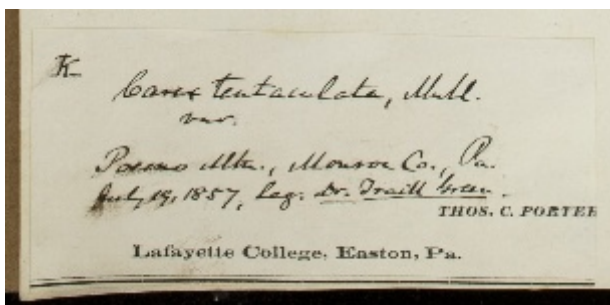 K
Carex tentaculata, Muhl.
var.
Pocono Mtn., Monroe Co., Pa.
July 19, 1857, leg. Dr. Traill Green.
THOS. C. PORTER
Lafayette College, Easton, Pa.